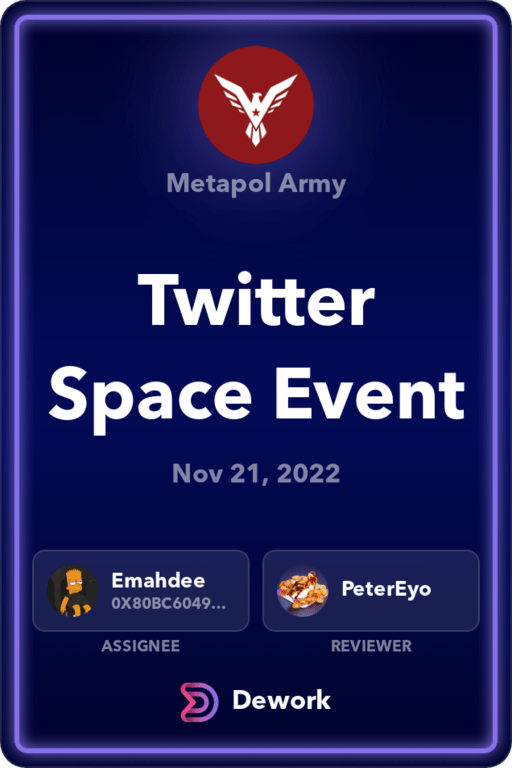 Metapol Army
Twitter
Space Event
Nov 21, 2022
Emahdee
0X80BC6049...
PeterEyo
ASSIGNEE
REVIEWER
Dework